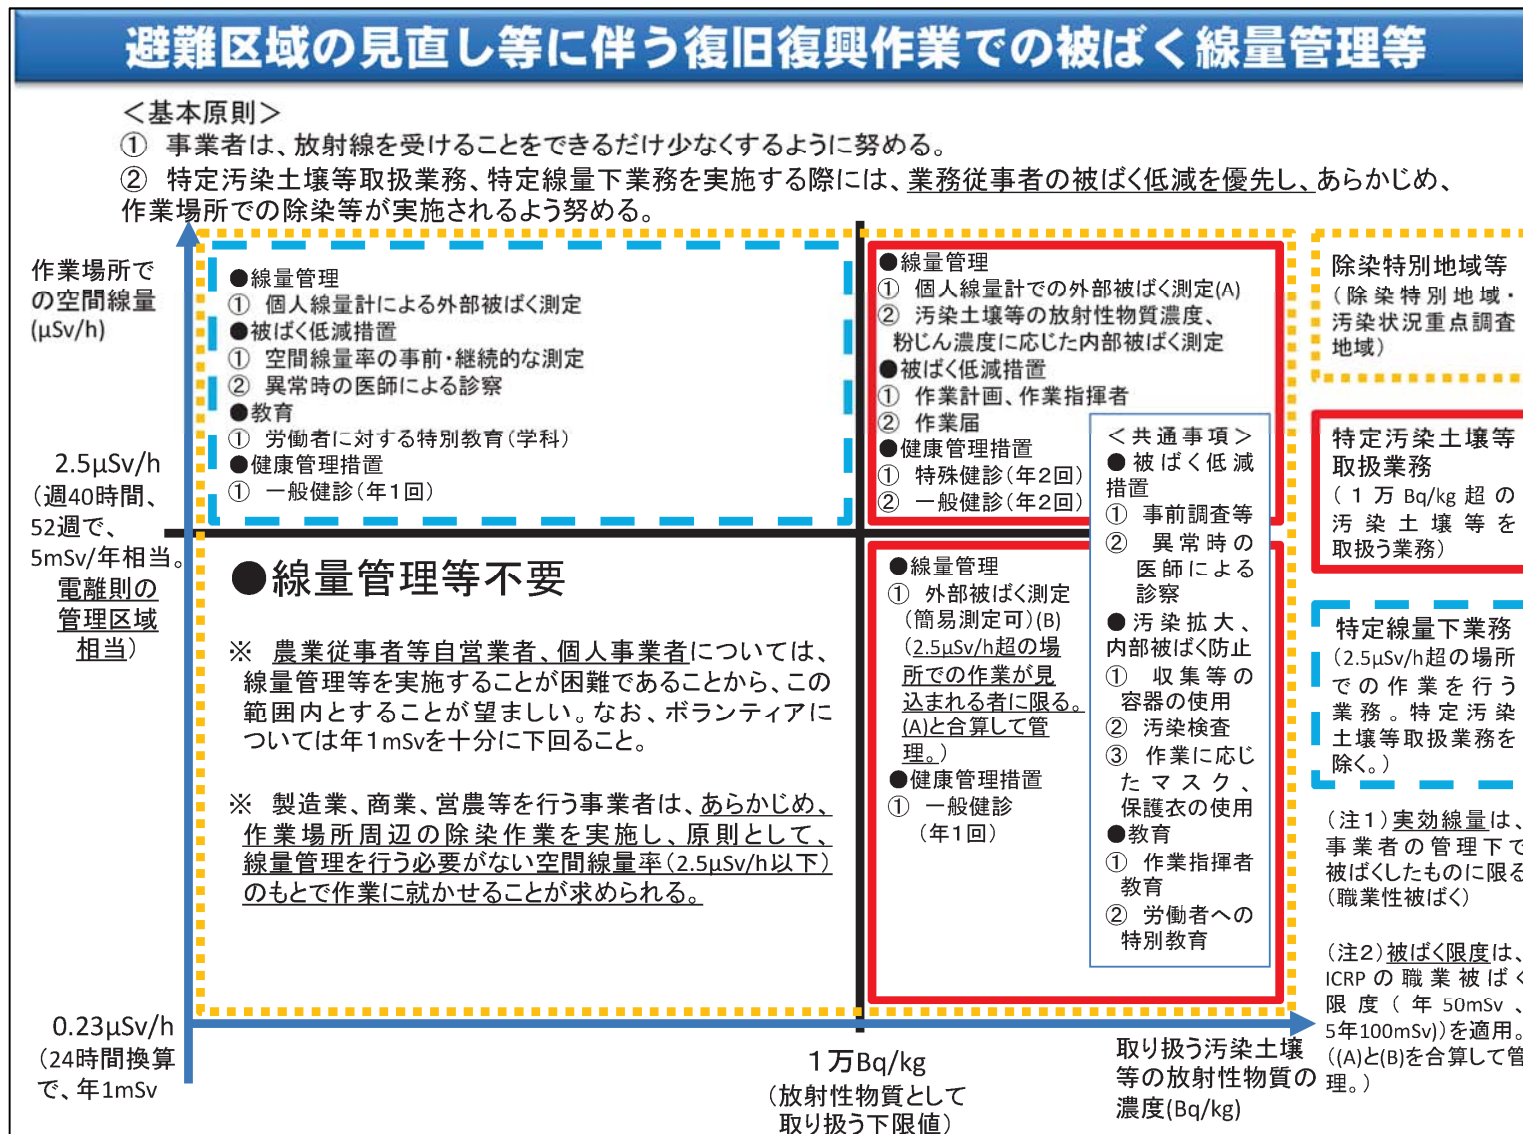 避難区域の見直し等に伴う復旧復興作業での被ばく線量管理等
＜基本原則＞
① 事業者は、放射線を受けることをできるだけ少なくするように努める。
② 特定汚染土壌等取扱業務、特定線量下業務を実施する際には、業務従事者の被ばく低減を優先し、あらかじめ、
作業場所での除染等が実施されるよう努める。
作業場所で
の空間線量
(μSv/h)
2.5μSv/h
（週40時間、
52週で、
5mSv/年相当。
電離則の
管理区域
相当）
0.23μSv/h
（24時間換算
で、年1mSv
●線量管理
① 個人線量計による外部被ばく測定
●被ばく低減措置
① 空間線量率の事前・継続的な測定
② 異常時の医師による診察
●教育
① 労働者に対する特別教育（学科）
●健康管理措置
① 一般健診（年1回）
●線量管理
① 個人線量計での外部被ばく測定(A)
② 汚染土壌等の放射性物質濃度、
粉じん濃度に応じた内部被ばく測定
●被ばく低減措置
① 作業計画、作業指揮者
② 作業届
●健康管理措置
① 特殊健診（年2回）
② 一般健診（年2回）
●線量管理等不要
※ 農業従事者等自営業者、個人事業者については、
線量管理等を実施することが困難であることから、この
範囲内とすることが望ましい。なお、ボランティアに
ついては年1mSvを十分に下回ること。
※ 製造業、商業、営農等を行う事業者は、あらかじめ、
作業場所周辺の除染作業を実施し、原則として、
線量管理を行う必要がない空間線量率（2.5μSv/h以下）
のもとで作業に就かせることが求められる。
●線量管理
① 外部被ばく測定
（簡易測定可）(B)
（2.5μSv/h超の場
所での作業が見
込まれる者に限る。
(A)と合算して管
理。）
●健康管理措置
① 一般健診
（年1回）
＜共通事項＞
●被ばく低減
措置
① 事前調査等
② 異常時の
医師による
診察
●汚染拡大、
内部被ばく防止
① 収集等の
容器の使用
② 汚染検査
③ 作業に応じ
たマスク、
保護衣の使用
●教育
① 作業指揮者
教育
② 労働者への
特別教育
1万Bq/kg
（放射性物質として
取り扱う下限値）
取り扱う汚染土壌
等の放射性物質の
濃度(Bq/kg)
除染特別地域等
（除染特別地域・
汚染状況重点調査
地域）
特定汚染土壌等
取扱業務
（1万Bq/kg超の
汚染土壌等を
取扱う業務）
特定線量下業務
（2.5μSv/h超の場所
での作業を行う
業務。特定汚染
土壌等取扱業務を
除く。）
（注1）実効線量は、
事業者の管理下で
被ばくしたものに限る
（職業性被ばく）
（注2）被ばく限度は、
ICRPの職業被ばく
限度（年50mSv、
5年100mSv)）を適用。
（(A)と(B)を合算して管
理。）